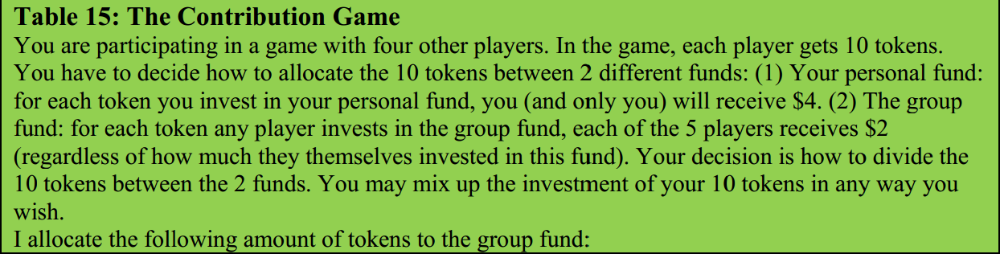 Table 15: The Contribution Game
You are participating in a game with four other players. In the game, each player gets 10 tokens.
You have to decide how to allocate the 10 tokens between 2 different funds: (1) Your personal fund:
for each token you invest in your personal fund, you (and only you) will receive $4. (2) The group
fund: for each token any player invests in the group fund, each of the 5 players receives $2
(regardless of how much they themselves invested in this fund). Your decision is how to divide the
10 tokens between the 2 funds. You may mix up the investment of your 10 tokens in any way you
wish.
I allocate the following amount of tokens to the group fund: